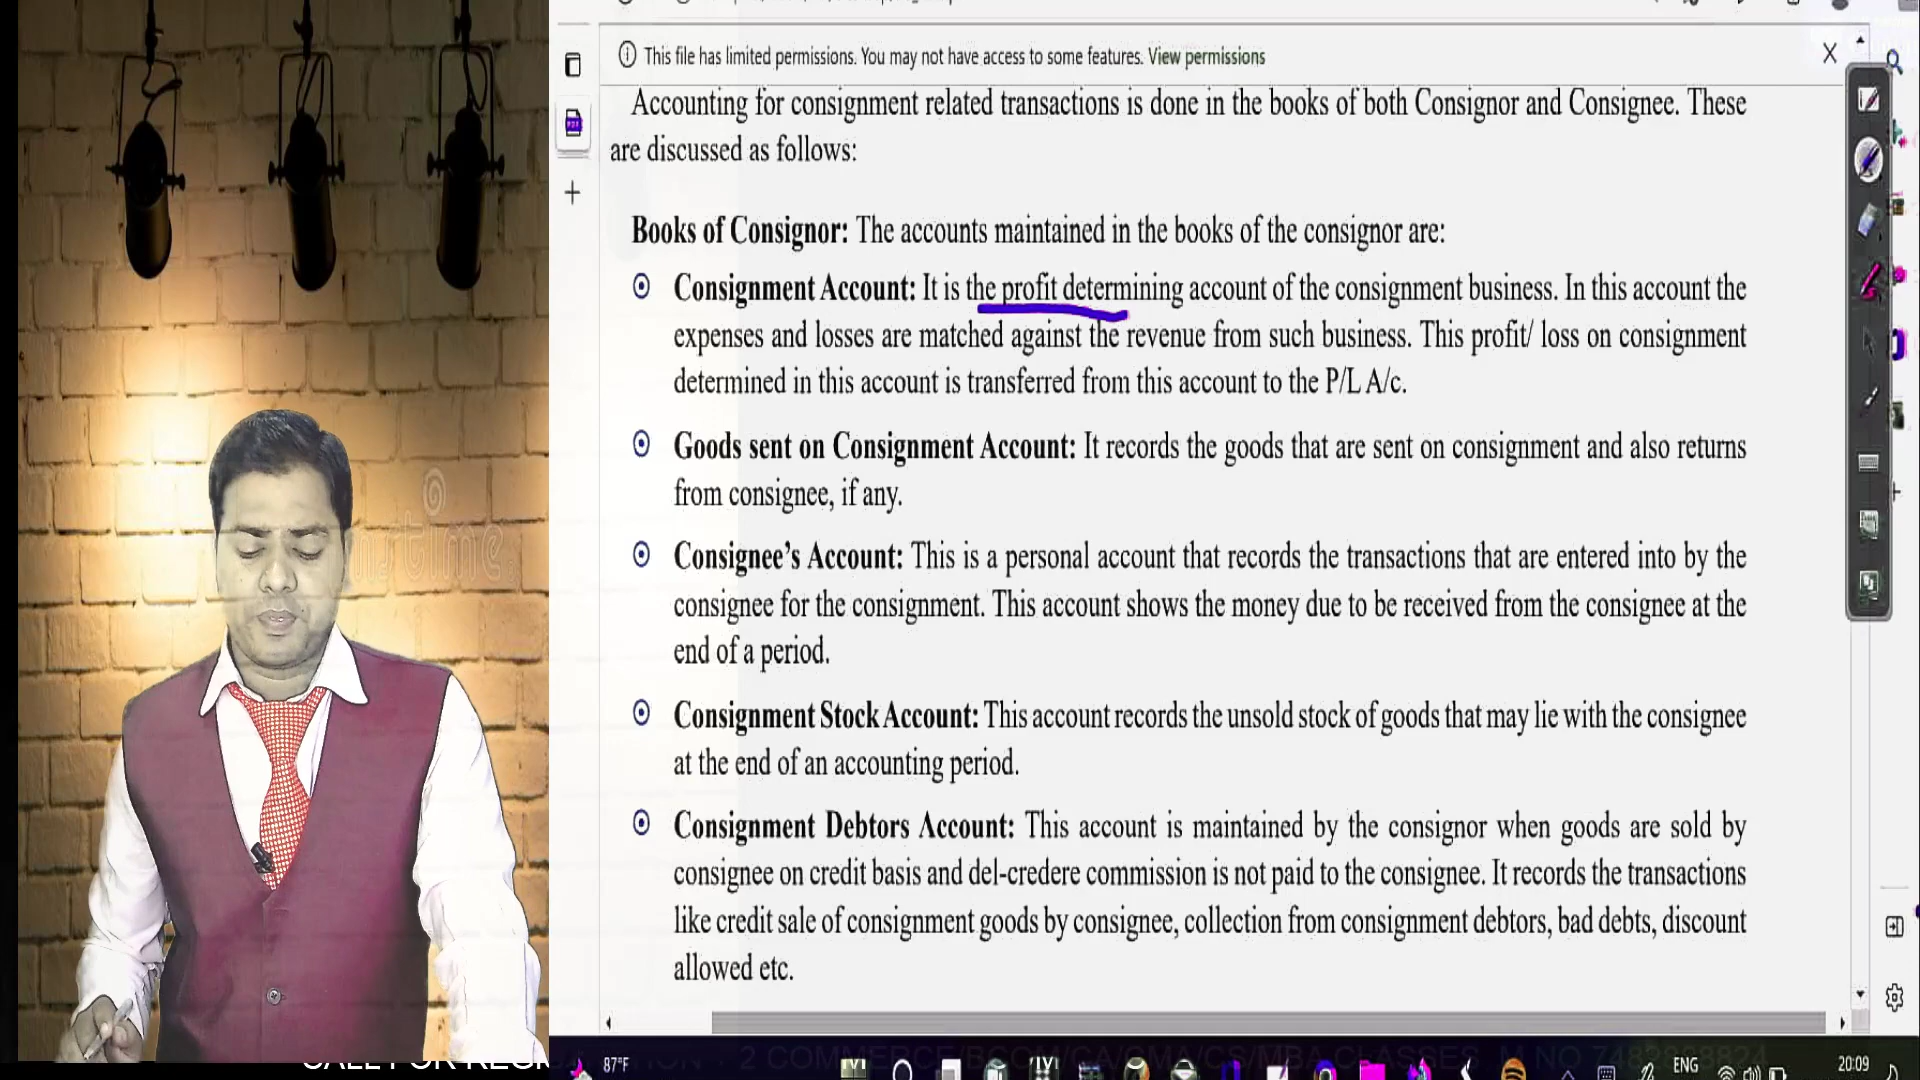 This file has limited permissions. You may not have access to some features. View permissions
Accounting for consignment related transactions is done in the books of both Consignor and Consignee. These
are discussed as follows:
Books of Consignor: The accounts maintained in the books of the consignor are:
Consignment Account: It is the profit determining account of the consignment business. In this account the
expenses and losses are matched against the revenue from such business. This profit/ loss on consignment
determined in this account is transferred from this account to the P/L A/c.
Goods sent on Consignment Account: It records the goods that are sent on consignment and also returns
from consignee, if any.
Consignee's Account: This is a personal account that records the transactions that are entered into by the
consignee for the consignment. This account shows the money due to be received from the consignee at the
end of a period.
Consignment Stock Account: This account records the unsold stock of goods that may lie with the consignee
at the end of an accounting period.
Consignment Debtors Account: This account is maintained by the consignor when goods are sold by
consignee on credit basis and del-credere commission is not paid to the consignee. It records the transactions
like credit sale of consignment goods by consignee, collection from consignment debtors, bad debts, discount
allowed etc.
87°F
ENG
20:09